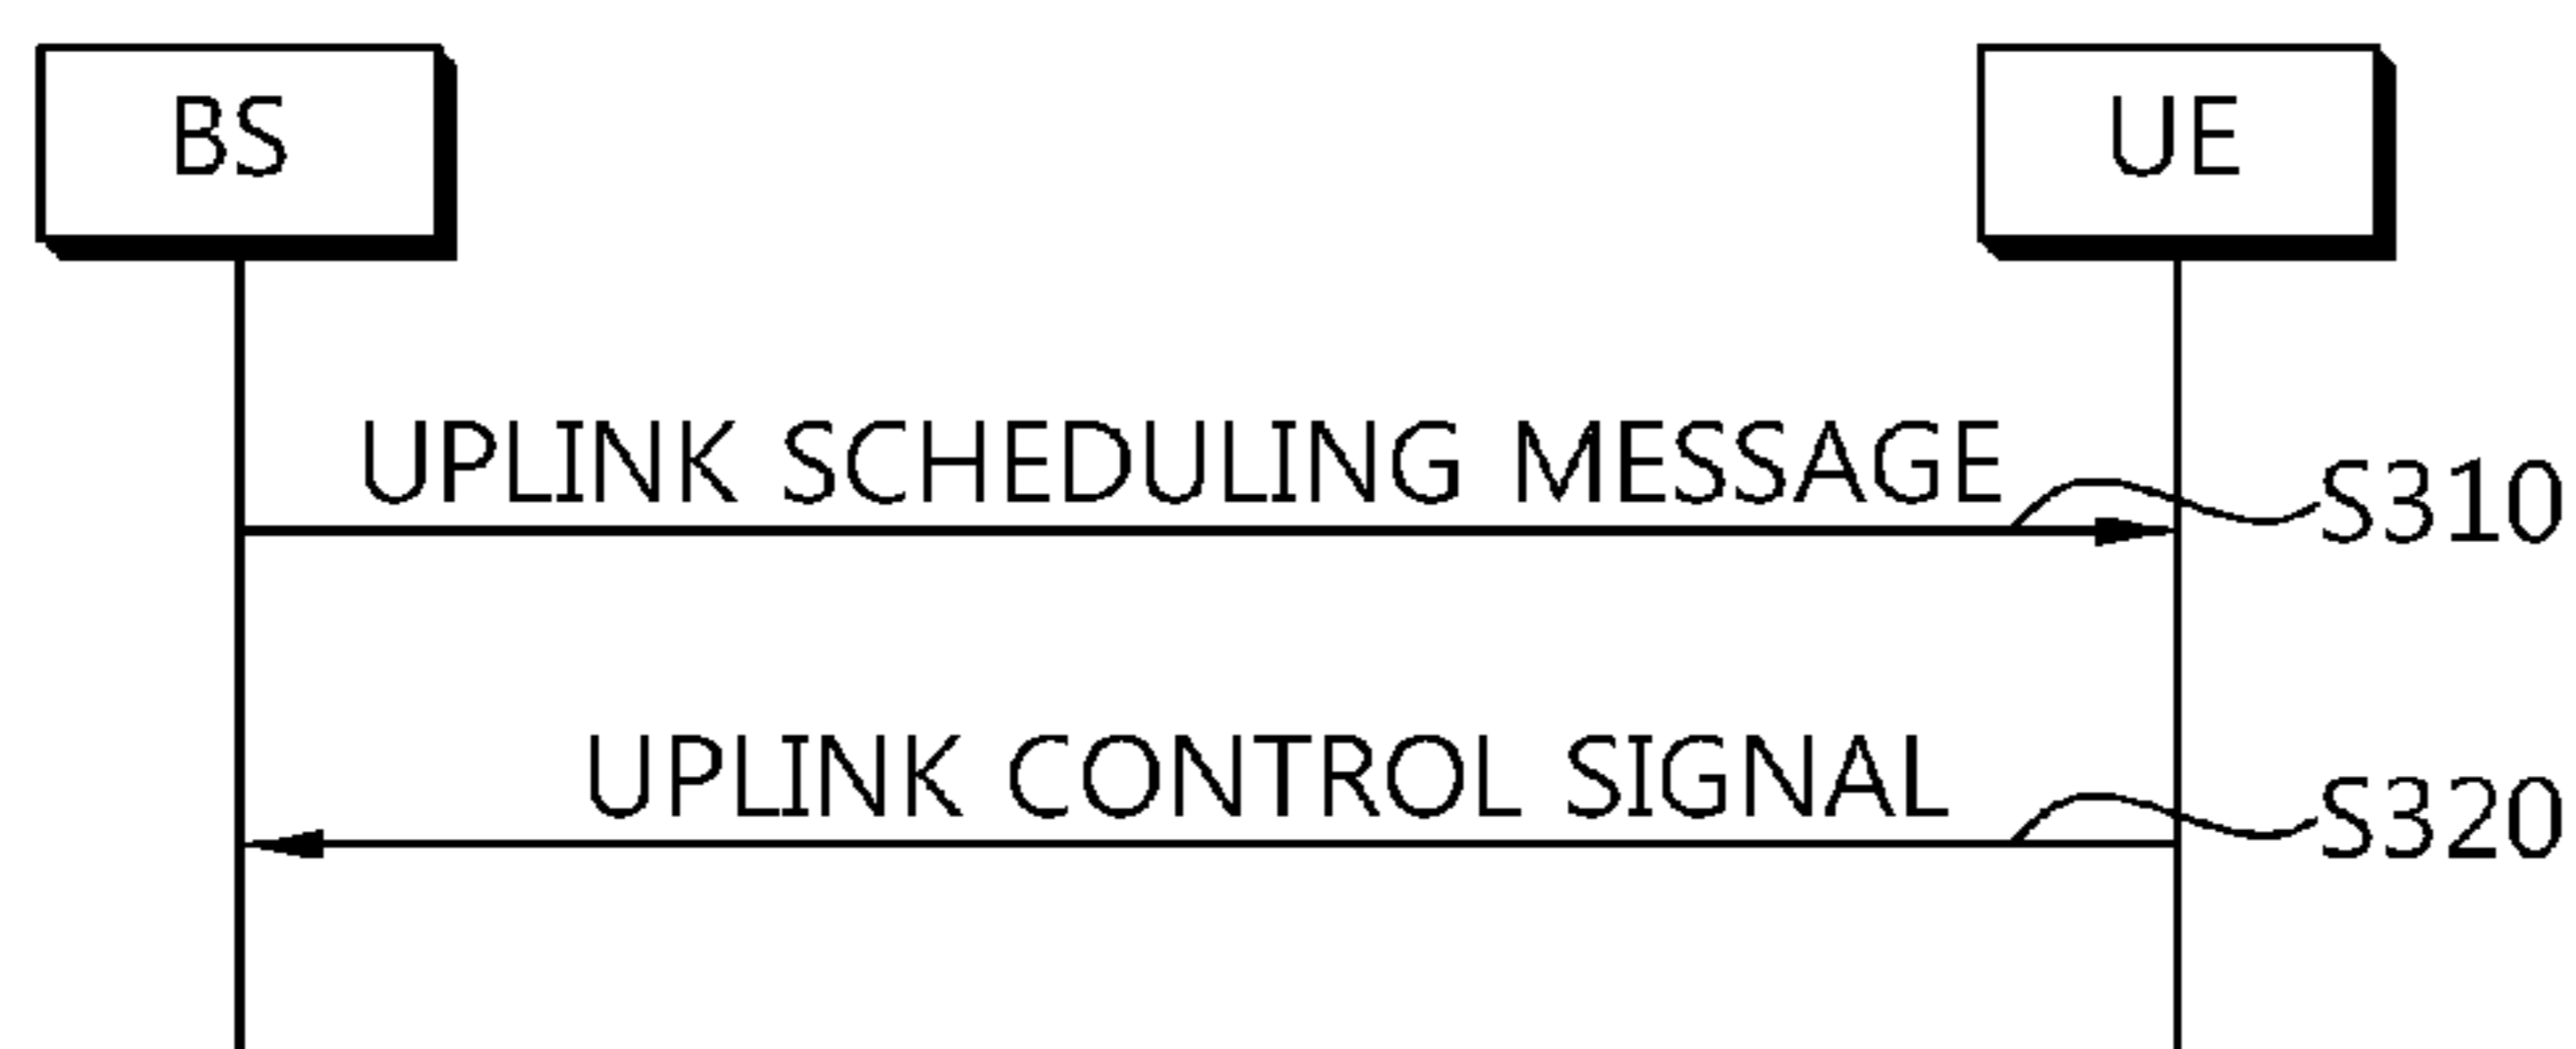 BS
UE
UPLINK SCHEDULING MESSAGE
S310
UPLINK CONTROL SIGNAL
S320